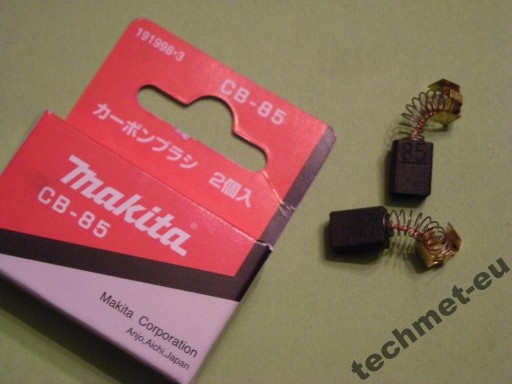 191998-3
CB-85
カーボンブラシ 2個入
makita
CB-85
Makita Corporation
Anjo,Aichi,Japan
85
techmet-eu